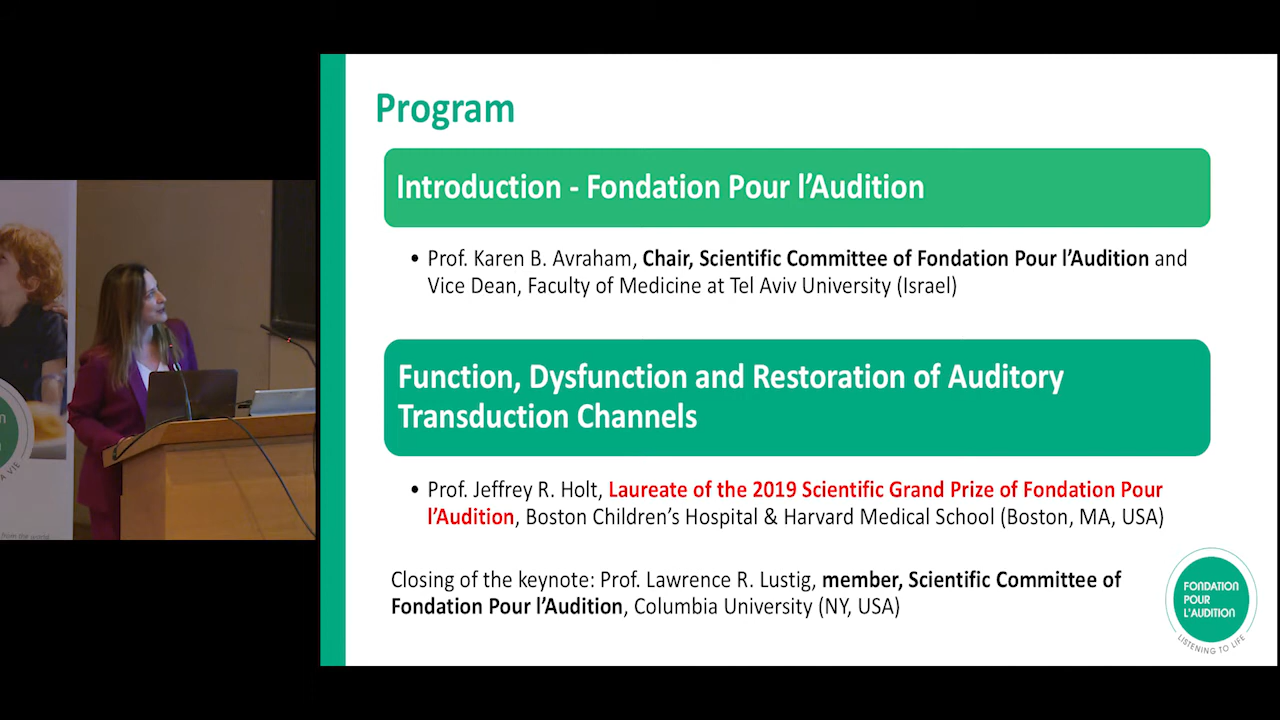 Program
Introduction - Fondation Pour l’Audition
• Prof. Karen B. Avraham, Chair, Scientific Committee of Fondation Pour l’Audition and
Vice Dean, Faculty of Medicine at Tel Aviv University (Israel)
Function, Dysfunction and Restoration of Auditory
Transduction Channels
• Prof. Jeffrey R. Holt, Laureate of the 2019 Scientific Grand Prize of Fondation Pour
l’Audition, Boston Children’s Hospital & Harvard Medical School (Boston, MA, USA)
Closing of the keynote: Prof. Lawrence R. Lustig, member, Scientific Committee of
Fondation Pour l’Audition, Columbia University (NY, USA)
FONDATION
POUR
L'AUDITION
LISTENING TO LIFE
A VIE
from the world